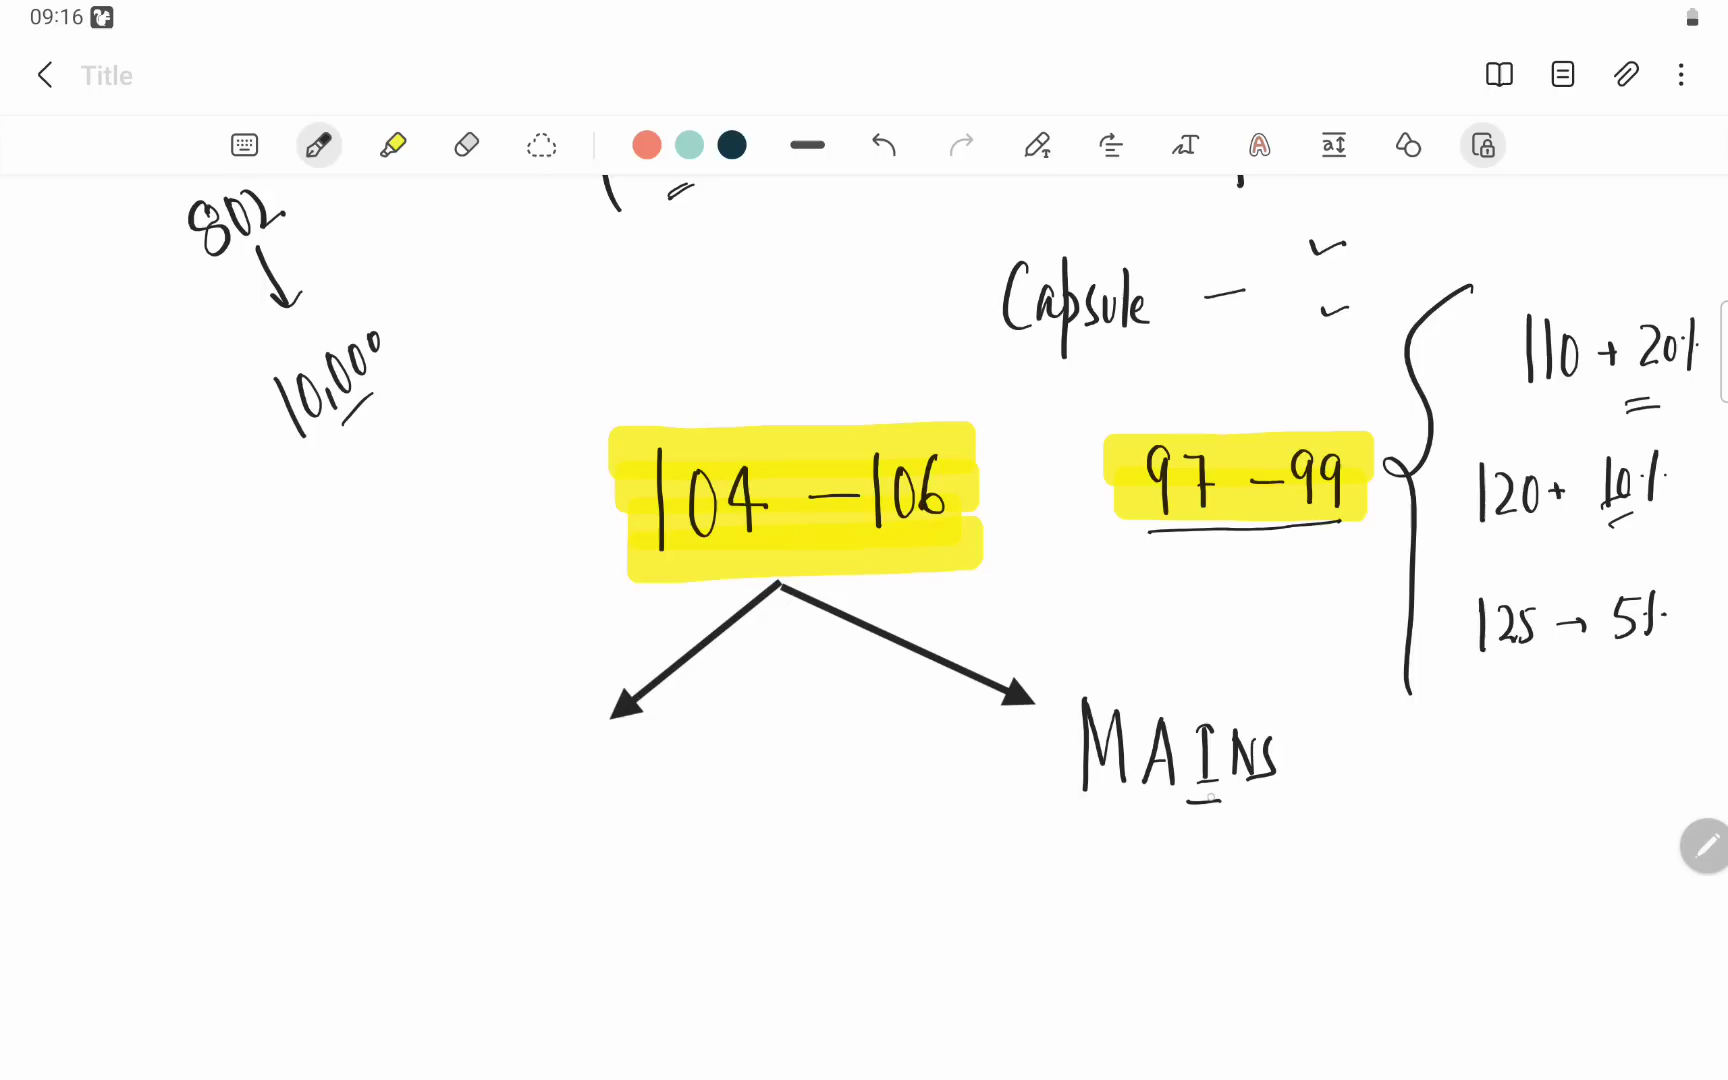 09:16
Title
802
10,000
Capsule –
110 + 20%
104 – 106
97 – 99
120 + 10%
125 → 5%
MAINS